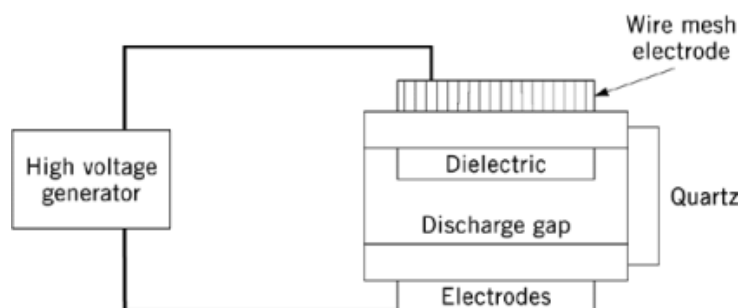 Wire mesh
electrode
High voltage
generator
Dielectric
Quartz
Discharge gap
Electrodes